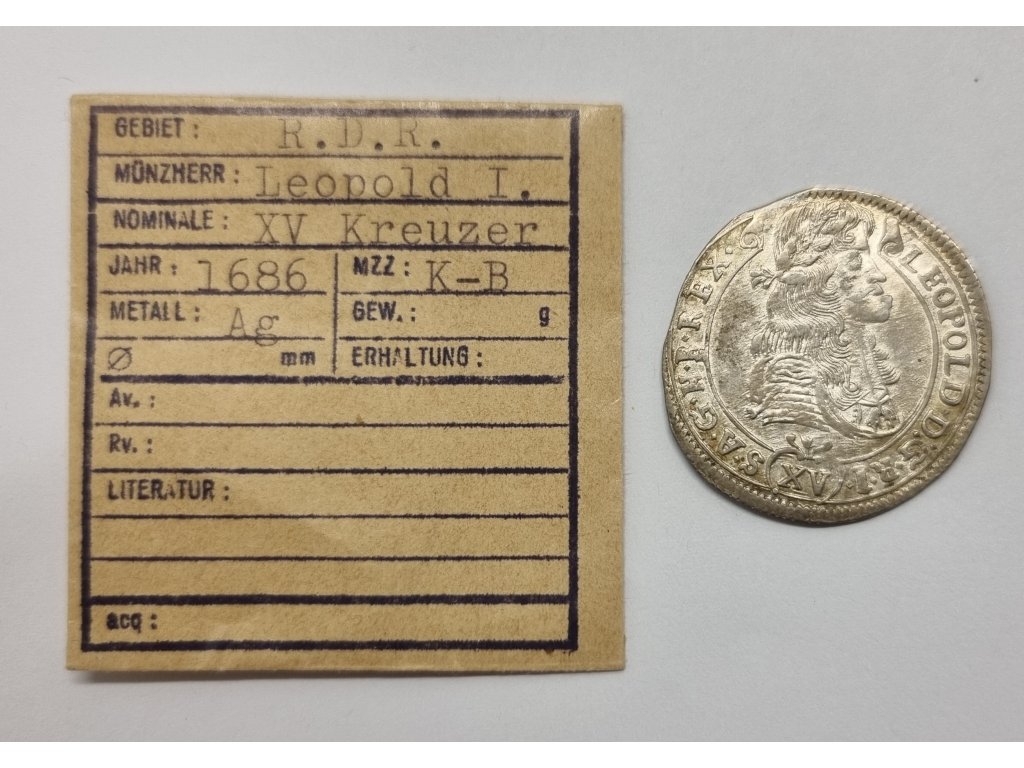 GEBIET: R.D.R.
MÜNZHERR: Leopold I.
NOMINALE: XV Kreuzer
JAHR: 1686 MZZ: K-B
METALL: Ag GEW.: g
Ø mm ERHALTUNG:
Av.:
Rv.:
LITERATUR:
acq:
LEOPOLD·D·G·R·I·
(XV)
S·A·G·H·B·REX·